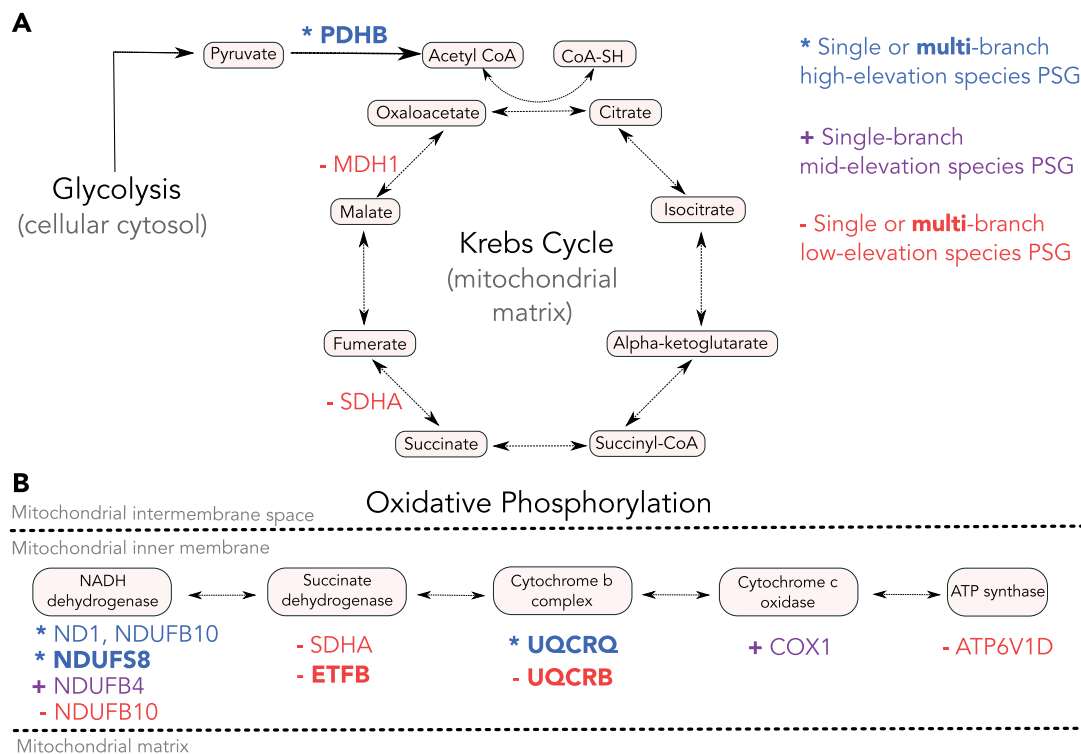 A
* PDHB
Pyruvate
Acetyl CoA
CoA-SH
* Single or multi-branch
high-elevation species PSG
Oxaloacetate
Citrate
+ Single-branch
mid-elevation species PSG
- MDH1
Glycolysis
(cellular cytosol)
Malate
Isocitrate
- Single or multi-branch
low-elevation species PSG
Krebs Cycle
(mitochondrial
matrix)
Fumerate
Alpha-ketoglutarate
- SDHA
Succinate
Succinyl-CoA
B
Oxidative Phosphorylation
Mitochondrial intermembrane space
Mitochondrial inner membrane
NADH
dehydrogenase
Succinate
dehydrogenase
Cytochrome b
complex
Cytochrome c
oxidase
ATP synthase
* ND1, NDUFB10
* NDUFS8
+ NDUFB4
- NDUFB10
- SDHA
- ETFB
* UQCRQ
- UQCRB
+ COX1
- ATP6V1D
Mitochondrial matrix